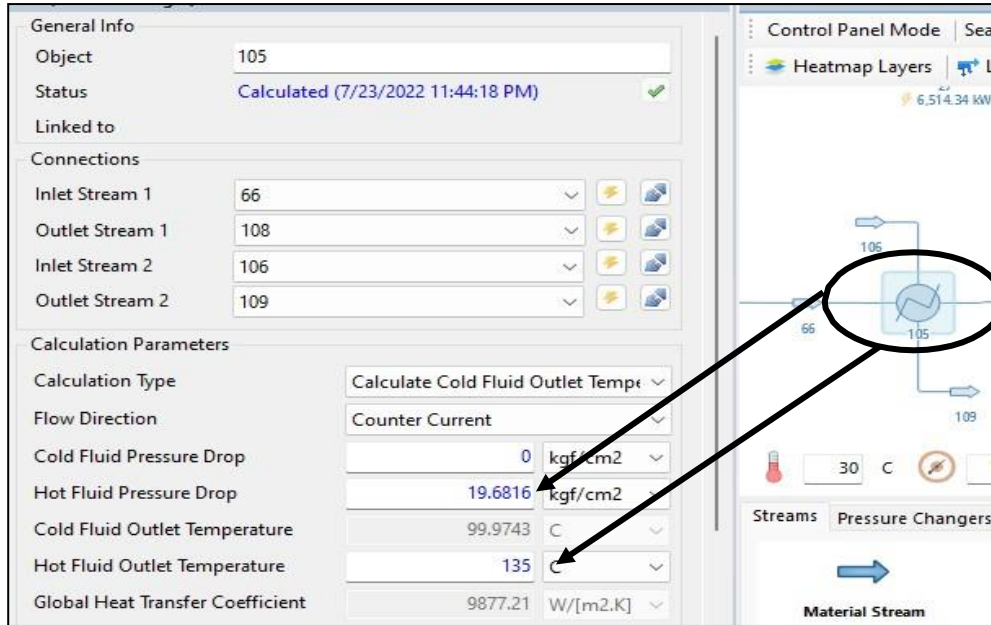 General Info
Object 105
Status Calculated (7/23/2022 11:44:18 PM)
Linked to
Connections
Inlet Stream 1 66
Outlet Stream 1 108
Inlet Stream 2 106
Outlet Stream 2 109
Calculation Parameters
Calculation Type Calculate Cold Fluid Outlet Tempe
Flow Direction Counter Current
Cold Fluid Pressure Drop 0 kgf/cm2
Hot Fluid Pressure Drop 19.6816 kgf/cm2
Cold Fluid Outlet Temperature 99.9743 C
Hot Fluid Outlet Temperature 135 C
Global Heat Transfer Coefficient 9877.21 W/[m2.K]
Control Panel Mode Sea
Heatmap Layers L
6,514.34 kW
106
66
105
109
30 C
Streams Pressure Changers
Material Stream